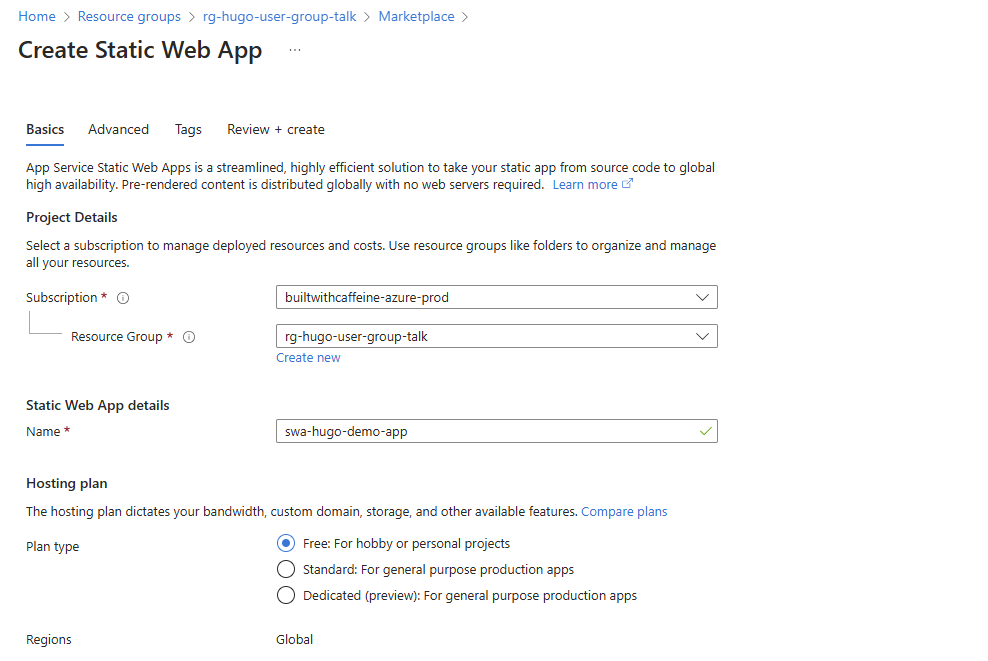 Home > Resource groups > rg-hugo-user-group-talk > Marketplace >
Create Static Web App ...
Basics Advanced Tags Review + create
App Service Static Web Apps is a streamlined, highly efficient solution to take your static app from source code to global
high availability. Pre-rendered content is distributed globally with no web servers required. Learn more
Project Details
Select a subscription to manage deployed resources and costs. Use resource groups like folders to organize and manage
all your resources.
Subscription * builtwithcaffeine-azure-prod
Resource Group * rg-hugo-user-group-talk
Create new
Static Web App details
Name * swa-hugo-demo-app
Hosting plan
The hosting plan dictates your bandwidth, custom domain, storage, and other available features. Compare plans
Plan type Free: For hobby or personal projects
Standard: For general purpose production apps
Dedicated (preview): For general purpose production apps
Regions Global